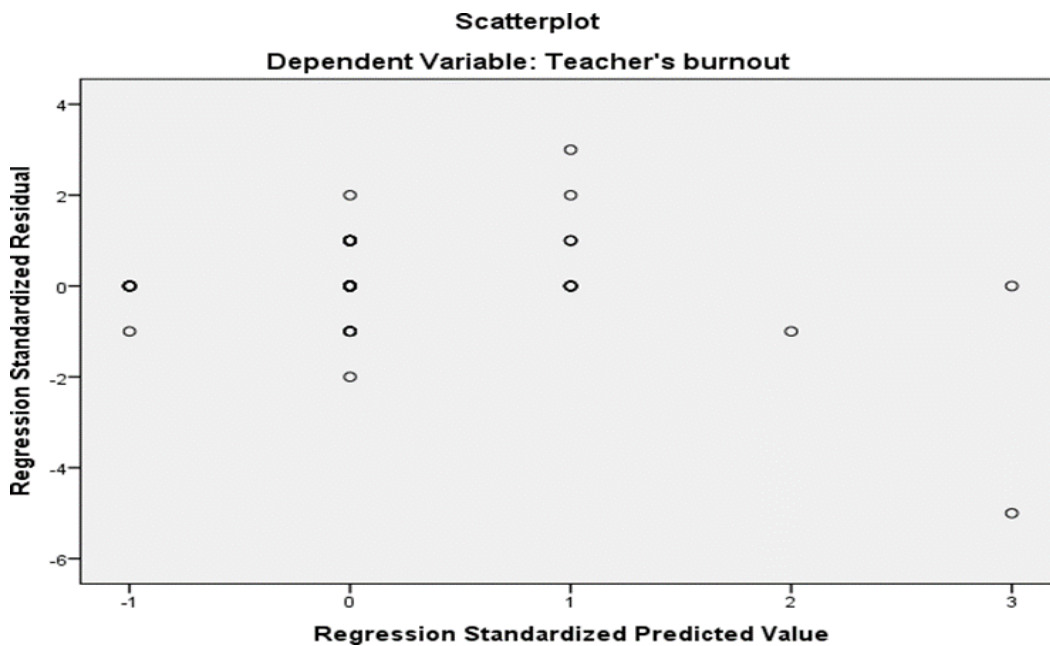 Scatterplot
Dependent Variable: Teacher's burnout
Regression Standardized Residual
4
2
0
-2
-4
-6
-1 0 1 2 3
Regression Standardized Predicted Value